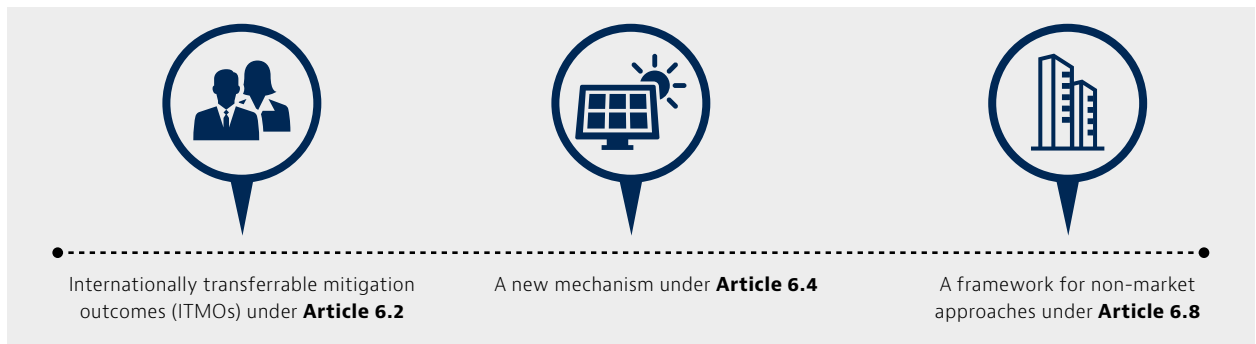 Internationally transferrable mitigation
outcomes (ITMOs) under Article 6.2
A new mechanism under Article 6.4
A framework for non-market
approaches under Article 6.8